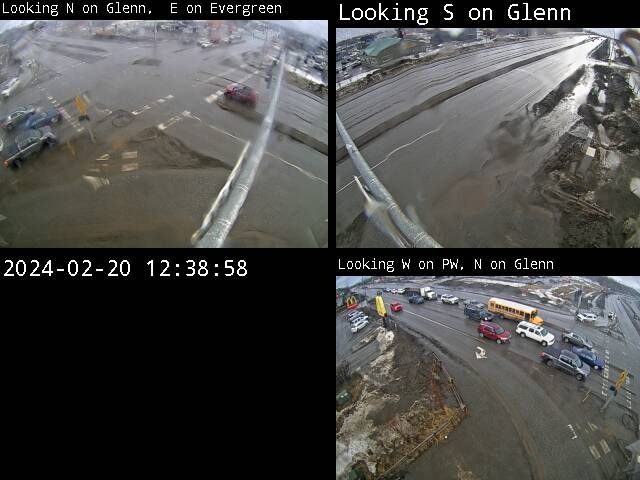 Looking N on Glenn,  E on Evergreen
Looking S on Glenn
2024-02-20 12:38:58
Looking W on PW, N on Glenn